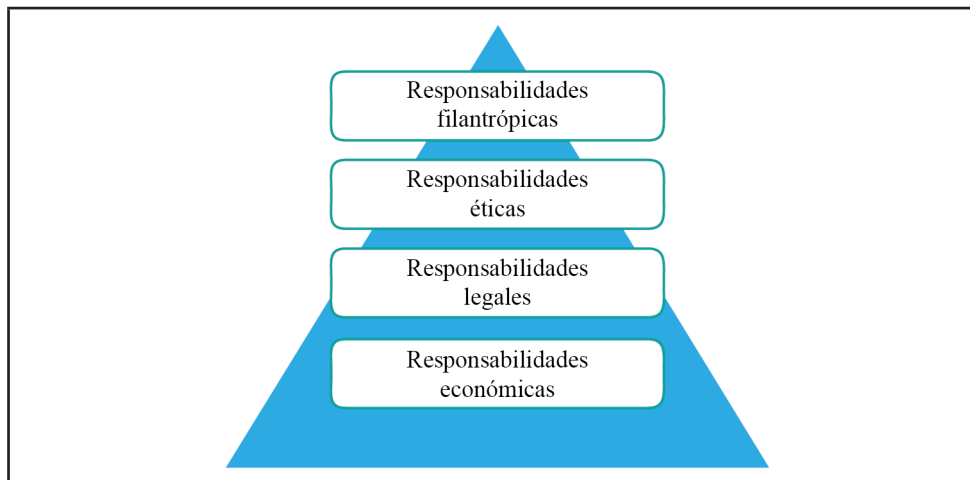 Responsabilidades
filantrópicas
Responsabilidades
éticas
Responsabilidades
legales
Responsabilidades
económicas